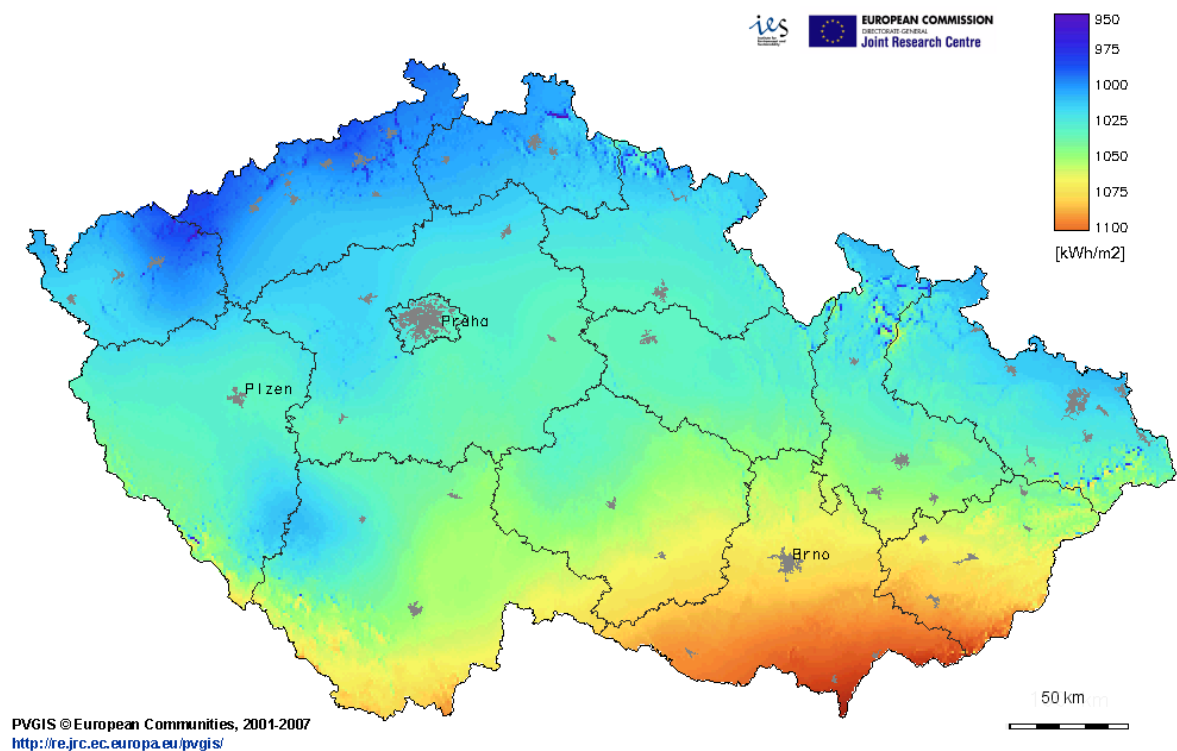 ies
EUROPEAN COMMISSION
DIRECTORATE-GENERAL
Joint Research Centre
950
975
1000
1025
1050
1075
1100
[kWh/m2]
Praha
Plzen
Brno
50 km
PVGIS © European Communities, 2001-2007
http://re.jrc.ec.europa.eu/pvgis/